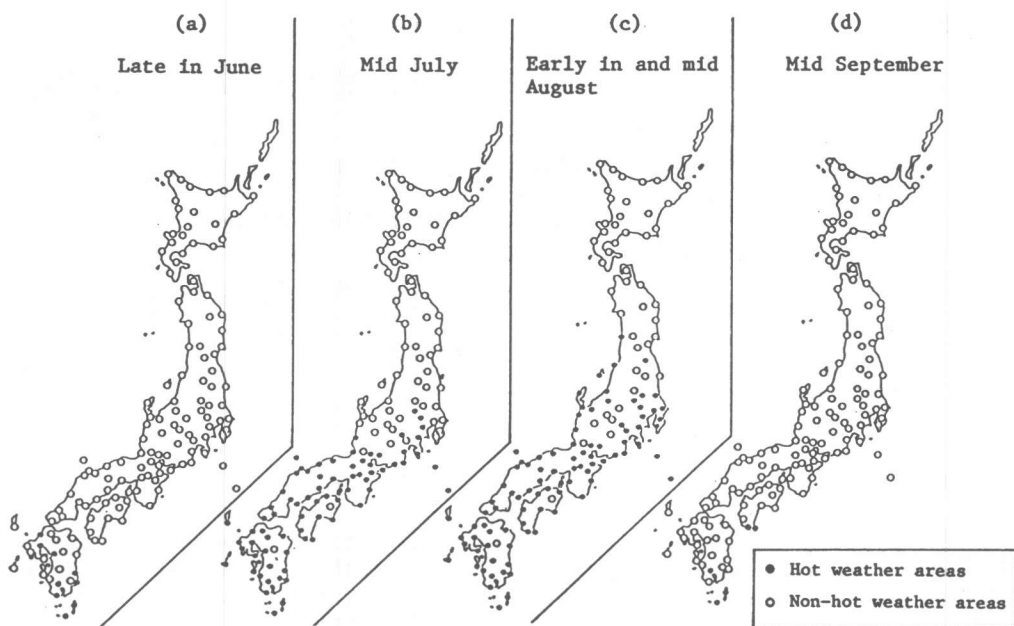 (a)
Late in June
(b)
Mid July
(c)
Early in and mid
August
(d)
Mid September
Hot weather areas
Non-hot weather areas